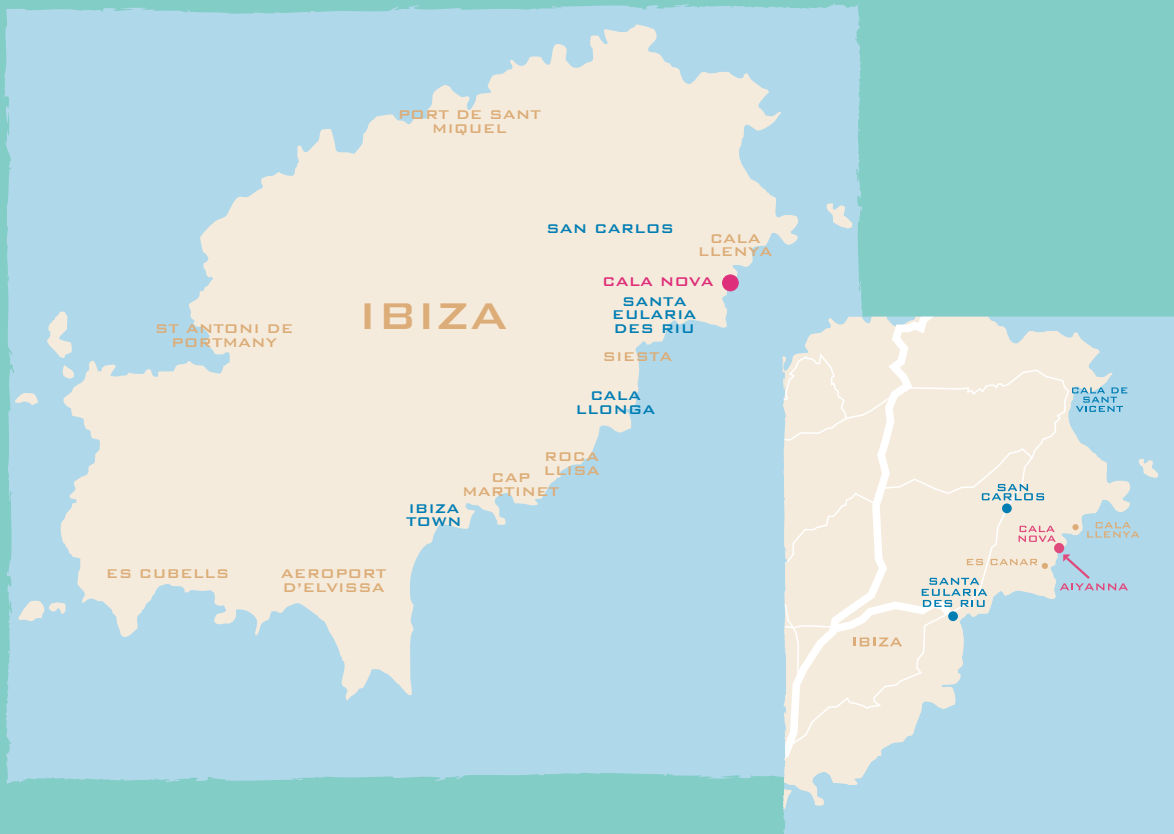 PORT DE SANT
MIQUEL
SAN CARLOS
CALA
LLENYA
CALA NOVA
SANTA
EULARIA
DES RIU
IBIZA
ST ANTONI DE
PORTMANY
SIESTA
CALA
LLONGA
ROCA
LLISA
CAP
MARTINET
IBIZA
TOWN
ES CUBELLS
AEROPORT
D'ELVISSA
CALA DE
SANT
VICENT
SAN
CARLOS
CALA
NOVA
CALA
LLENYA
ES CANAR
AIYANNA
SANTA
EULARIA
DES RIU
IBIZA